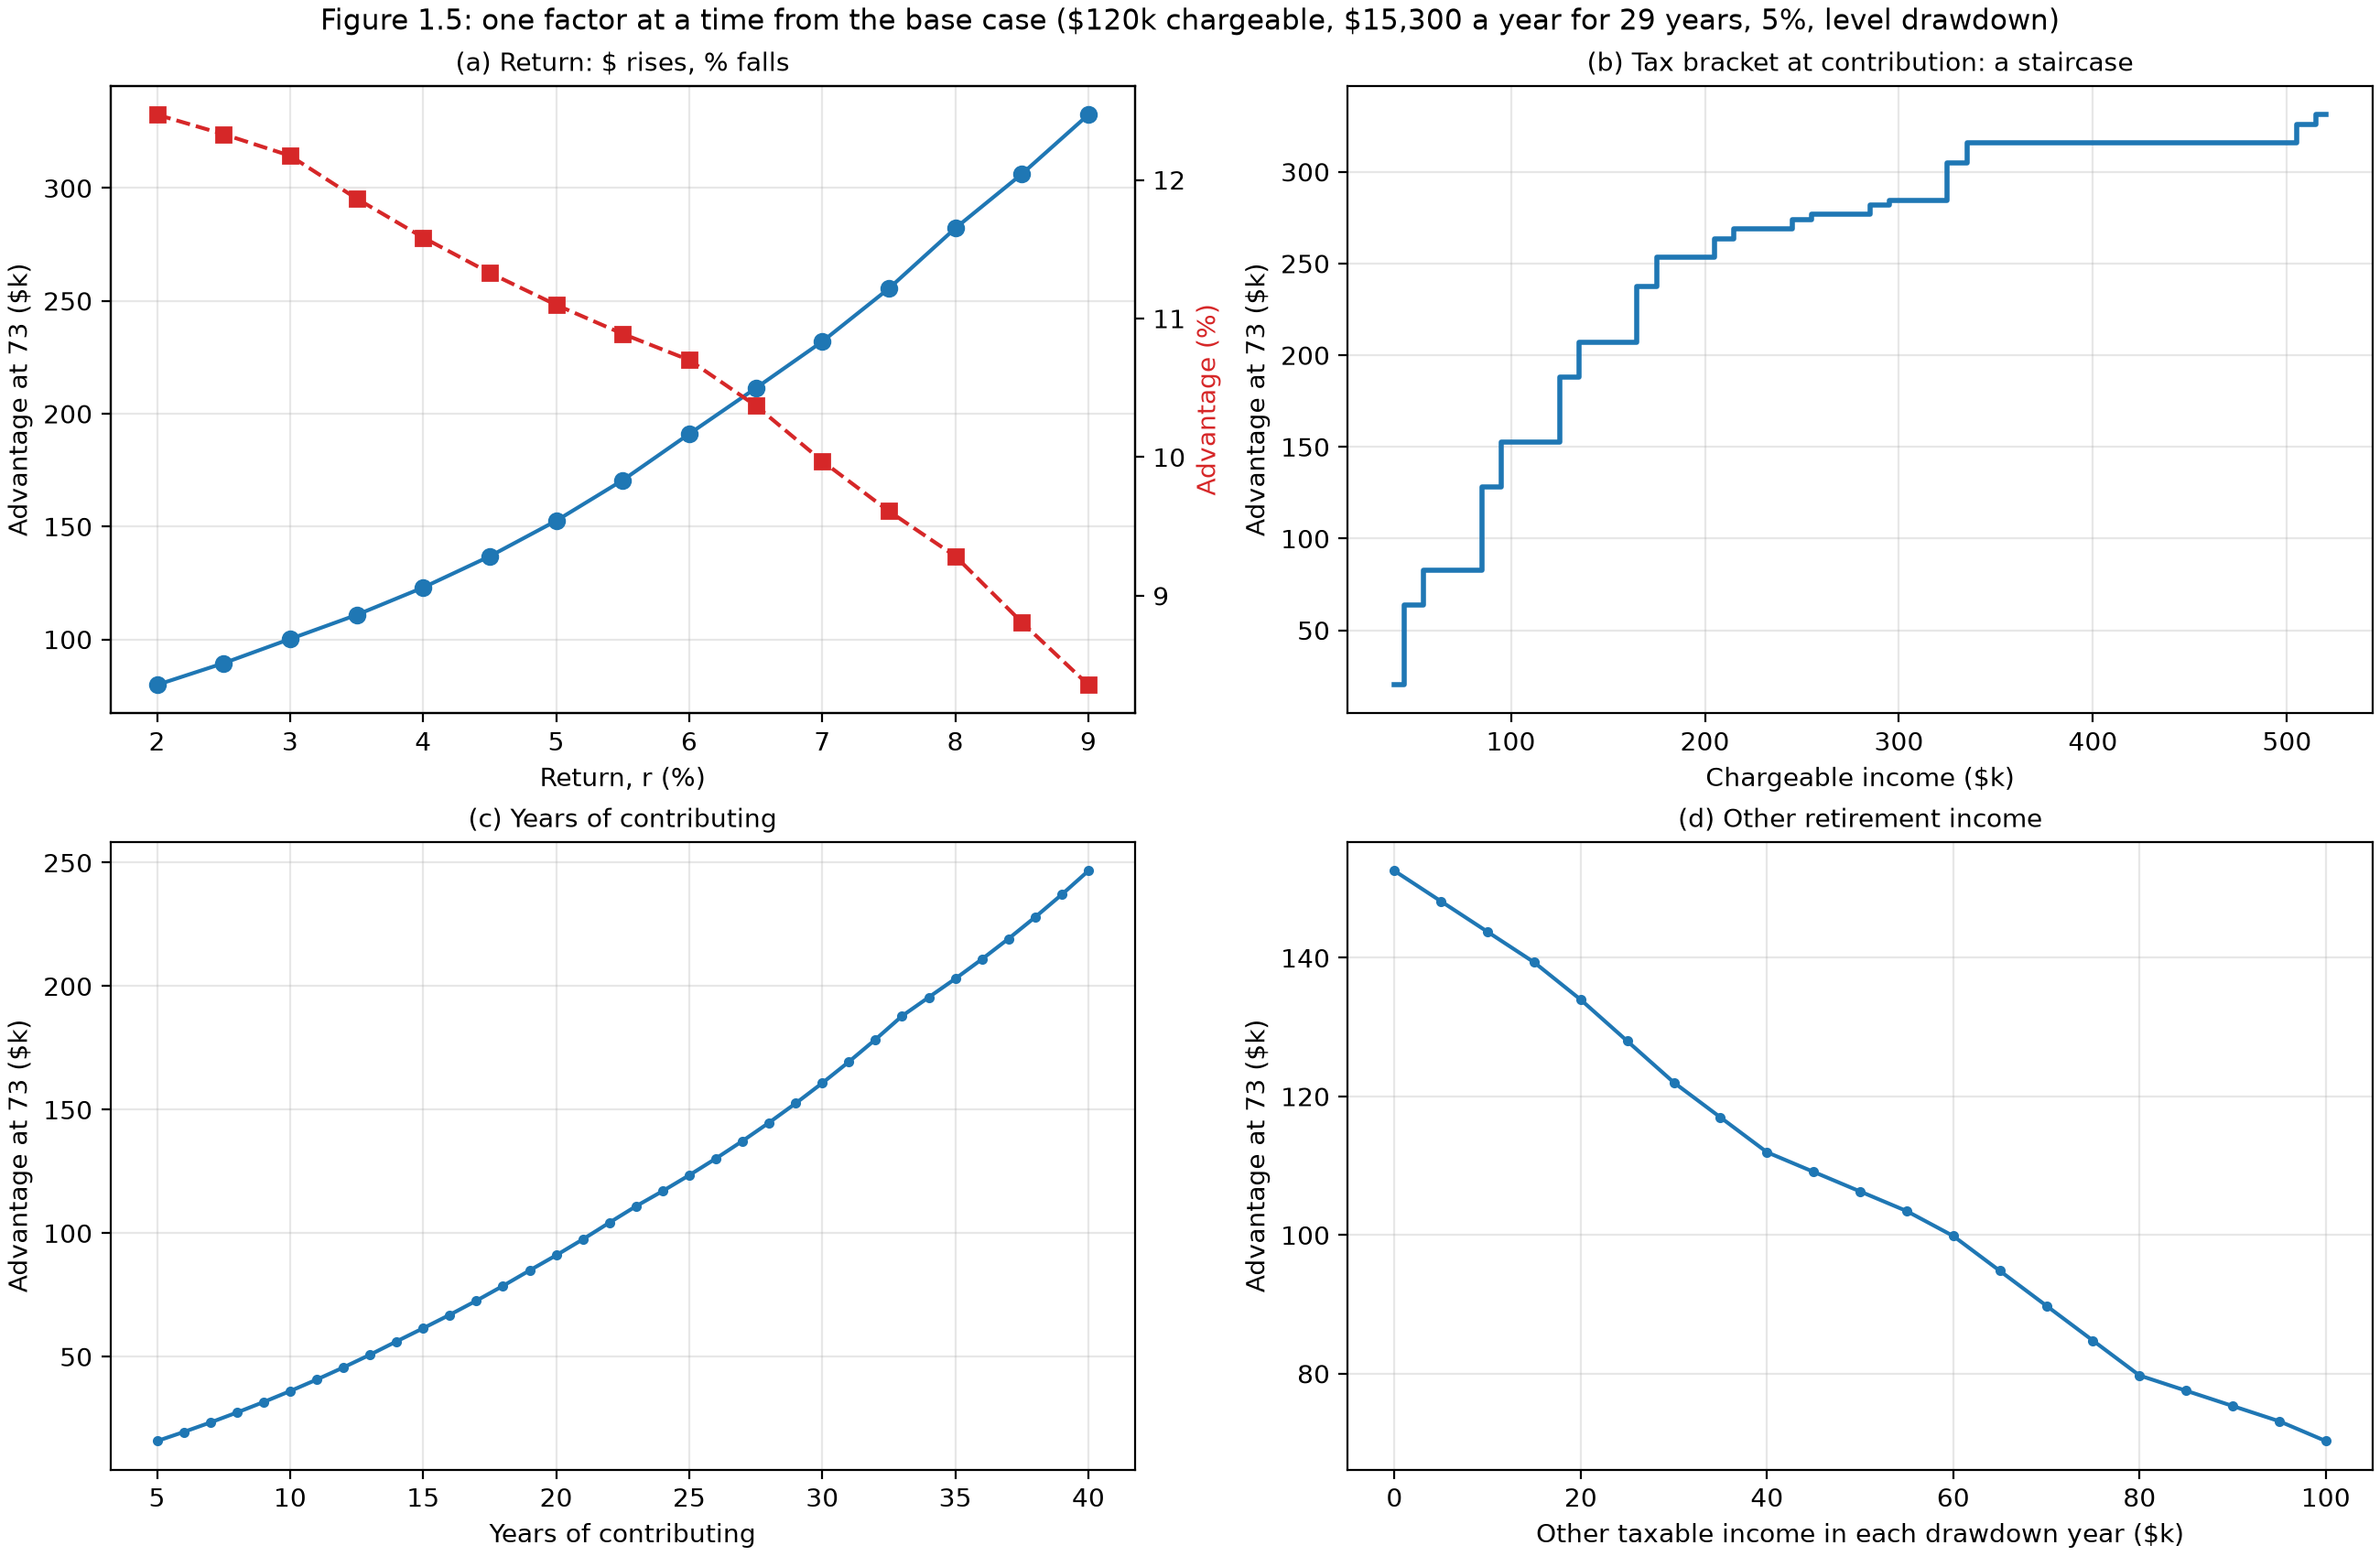 Figure 1.5: one factor at a time from the base case ($120k chargeable, $15,300 a year for 29 years, 5%, level drawdown)
(a) Return: $ rises, % falls
300
250
200
150
100
Advantage at 73 ($k)
12
11
10
9
Advantage (%)
2 3 4 5 6 7 8 9
Return, r (%)
(b) Tax bracket at contribution: a staircase
300
250
200
150
100
50
Advantage at 73 ($k)
100 200 300 400 500
Chargeable income ($k)
(c) Years of contributing
250
200
150
100
50
Advantage at 73 ($k)
5 10 15 20 25 30 35 40
Years of contributing
(d) Other retirement income
140
120
100
80
Advantage at 73 ($k)
0 20 40 60 80 100
Other taxable income in each drawdown year ($k)